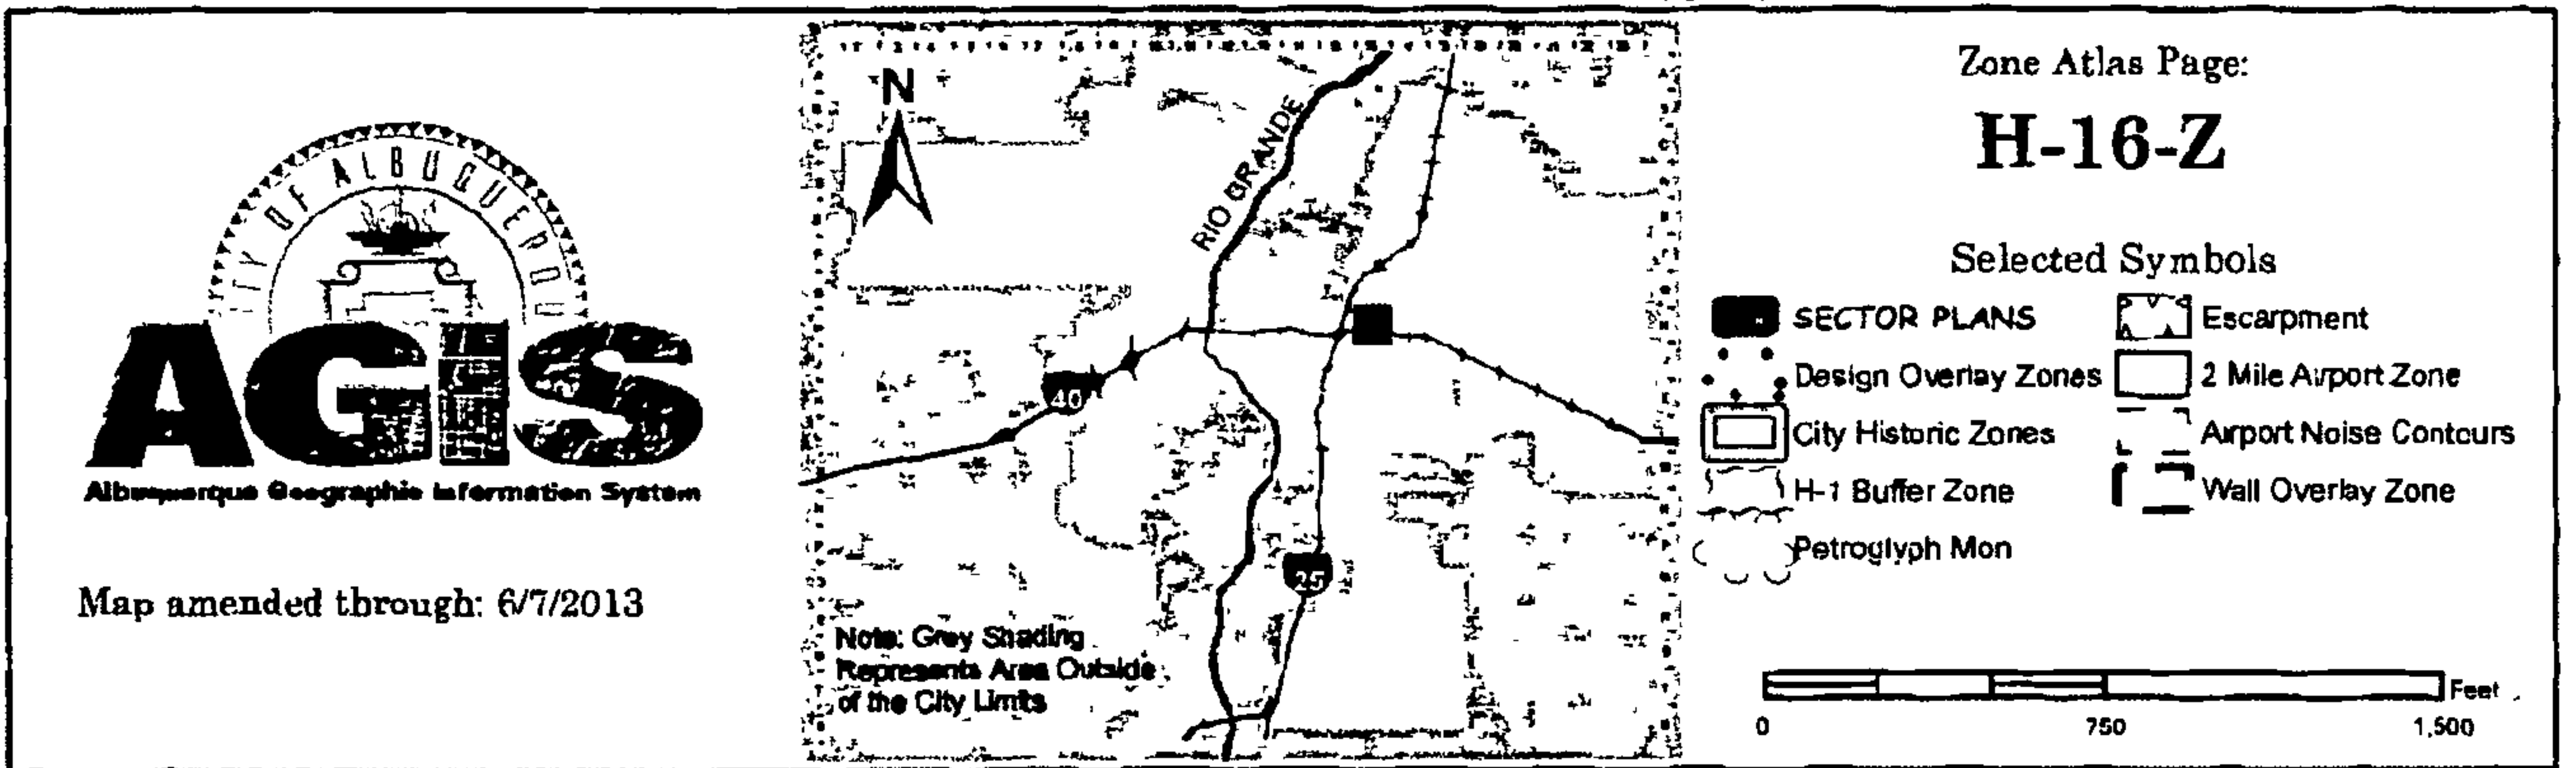 CITY OF ALBUQUERQUE
AGIS
Albuquerque Geographic Information System
Map amended through: 6/7/2013
N
RIO GRANDE
40
25
Note: Grey Shading
Represents Area Outside
of the City Limits
Zone Atlas Page:
H-16-Z
Selected Symbols
SECTOR PLANS
Escarpment
Design Overlay Zones
2 Mile Airport Zone
City Historic Zones
Airport Noise Contours
H-1 Buffer Zone
Wall Overlay Zone
Petroglyph Mon
Feet
0
750
1,500